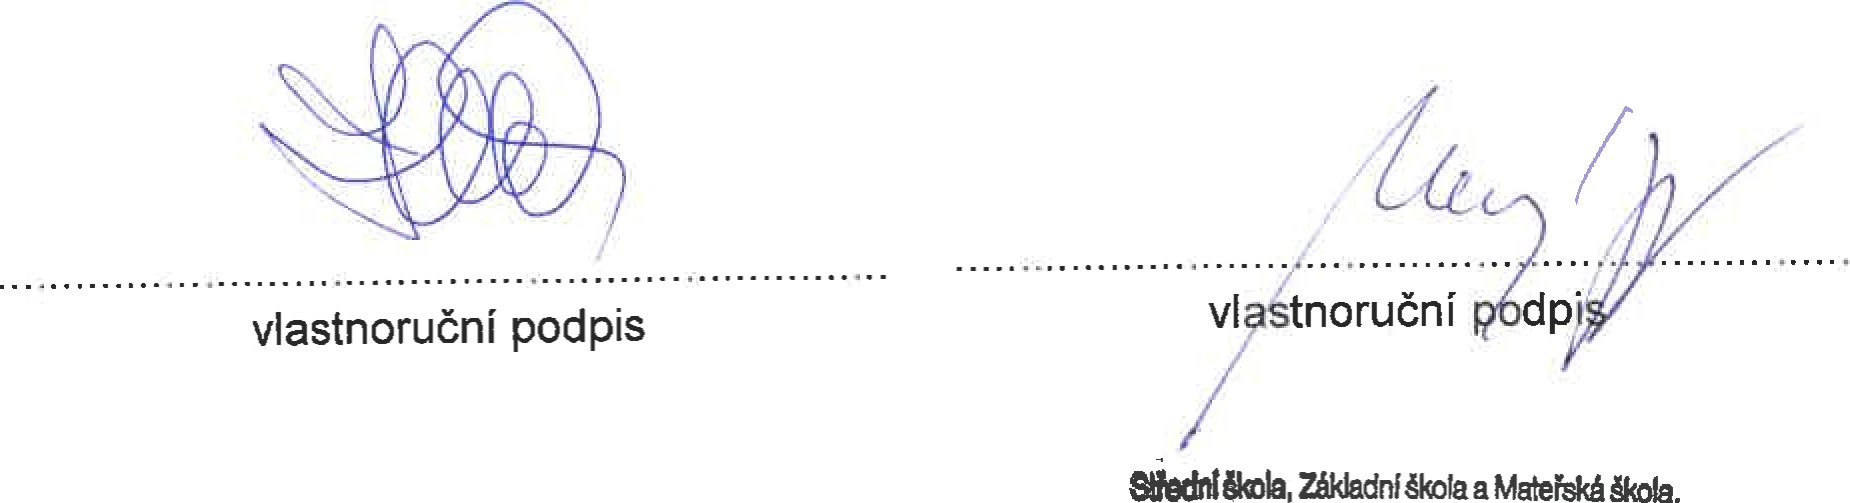 vlastnoruční podpis
vlastnoruční podpis
Střední škola, Základní škola a Mateřská škola,